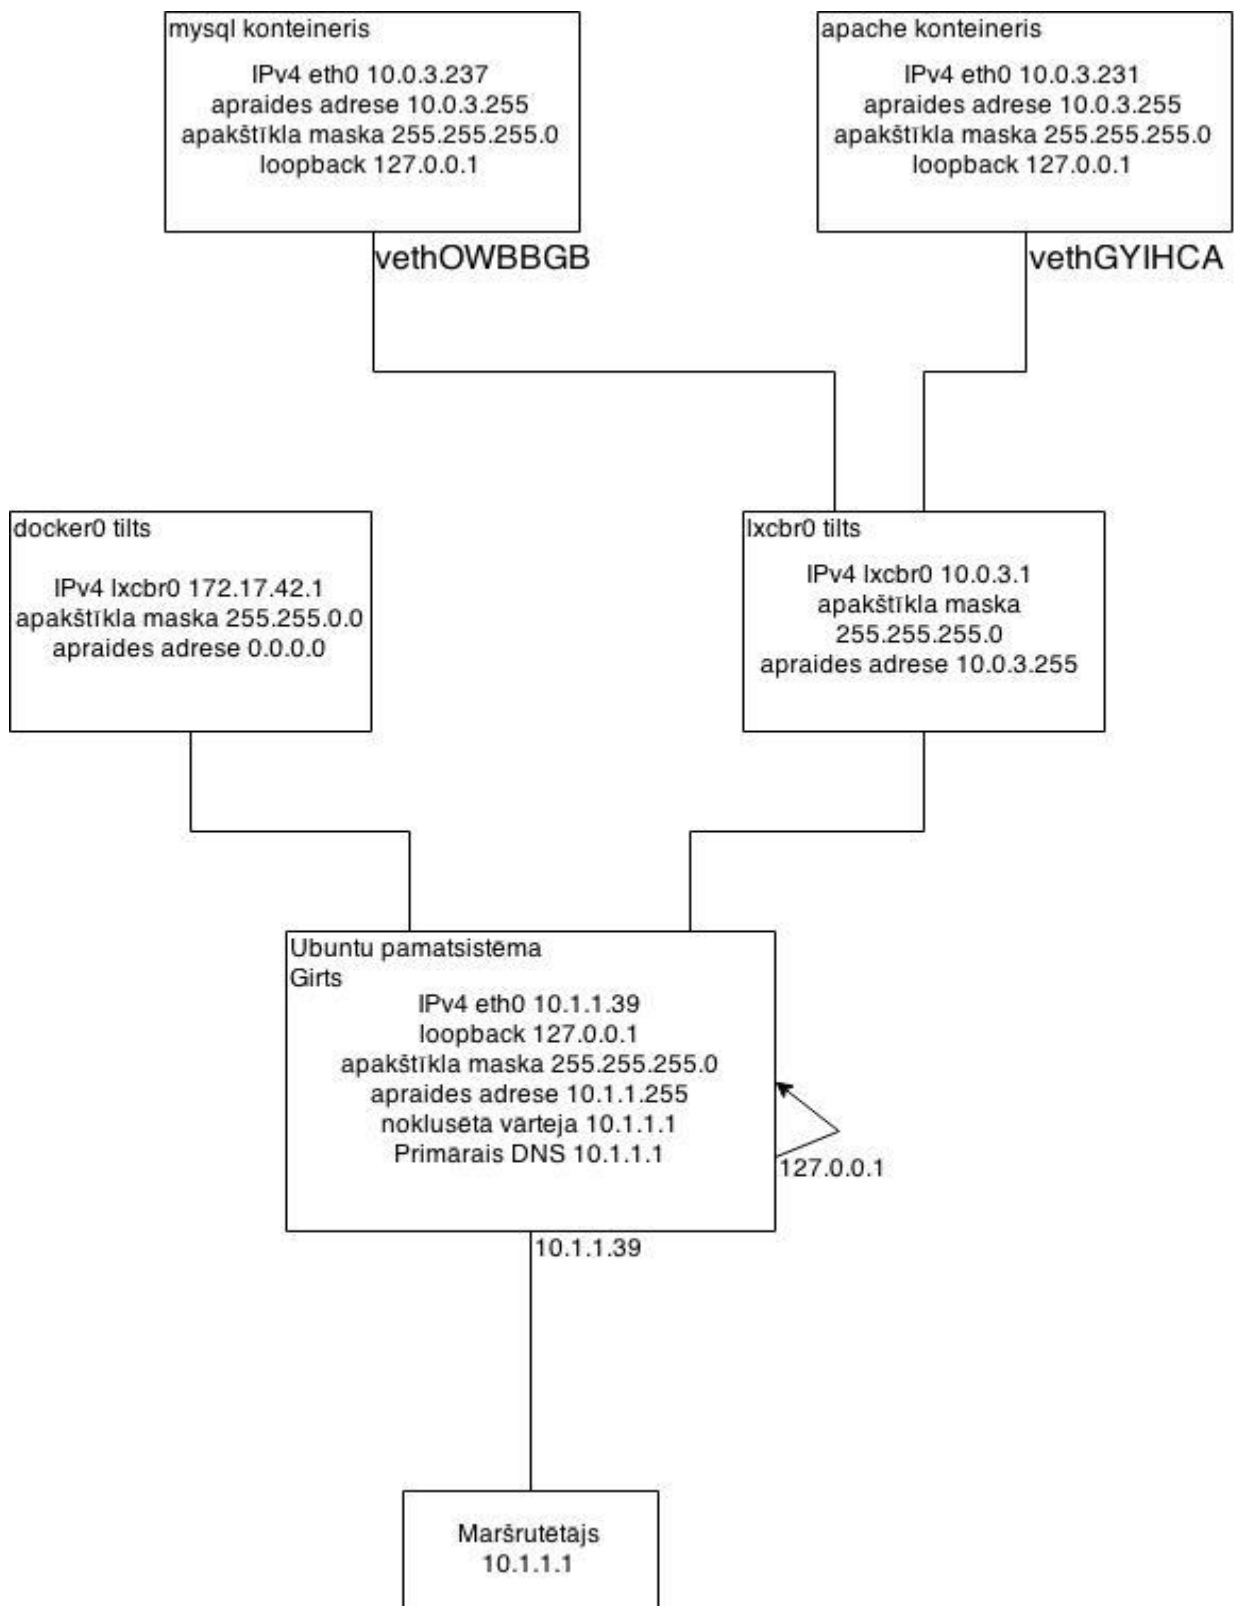 mysql konteineris
IPv4 eth0 10.0.3.237
apraides adrese 10.0.3.255
apakštīkla maska 255.255.255.0
loopback 127.0.0.1
vethOWBBGB
apache konteineris
IPv4 eth0 10.0.3.231
apraides adrese 10.0.3.255
apakštīkla maska 255.255.255.0
loopback 127.0.0.1
vethGYIHCA
docker0 tilts
IPv4 lxcbr0 172.17.42.1
apakštīkla maska 255.255.0.0
apraides adrese 0.0.0.0
lxcbr0 tilts
IPv4 lxcbr0 10.0.3.1
apakštīkla maska
255.255.255.0
apraides adrese 10.0.3.255
Ubuntu pamatsistēma
Girts
IPv4 eth0 10.1.1.39
loopback 127.0.0.1
apakštīkla maska 255.255.255.0
apraides adrese 10.1.1.255
noklusētā vārteja 10.1.1.1
Primārais DNS 10.1.1.1
127.0.0.1
10.1.1.39
Maršrutētājs
10.1.1.1